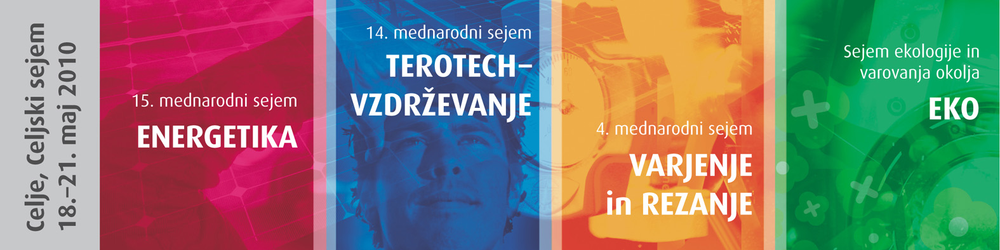 Celje, Celjski sejem
18.–21. maj 2010
15. mednarodni sejem
ENERGETIKA
14. mednarodni sejem
TEROTECH–
VZDRŽEVANJE
4. mednarodni sejem
VARJENJE
in REZANJE
Sejem ekologije in
varovanja okolja
EKO